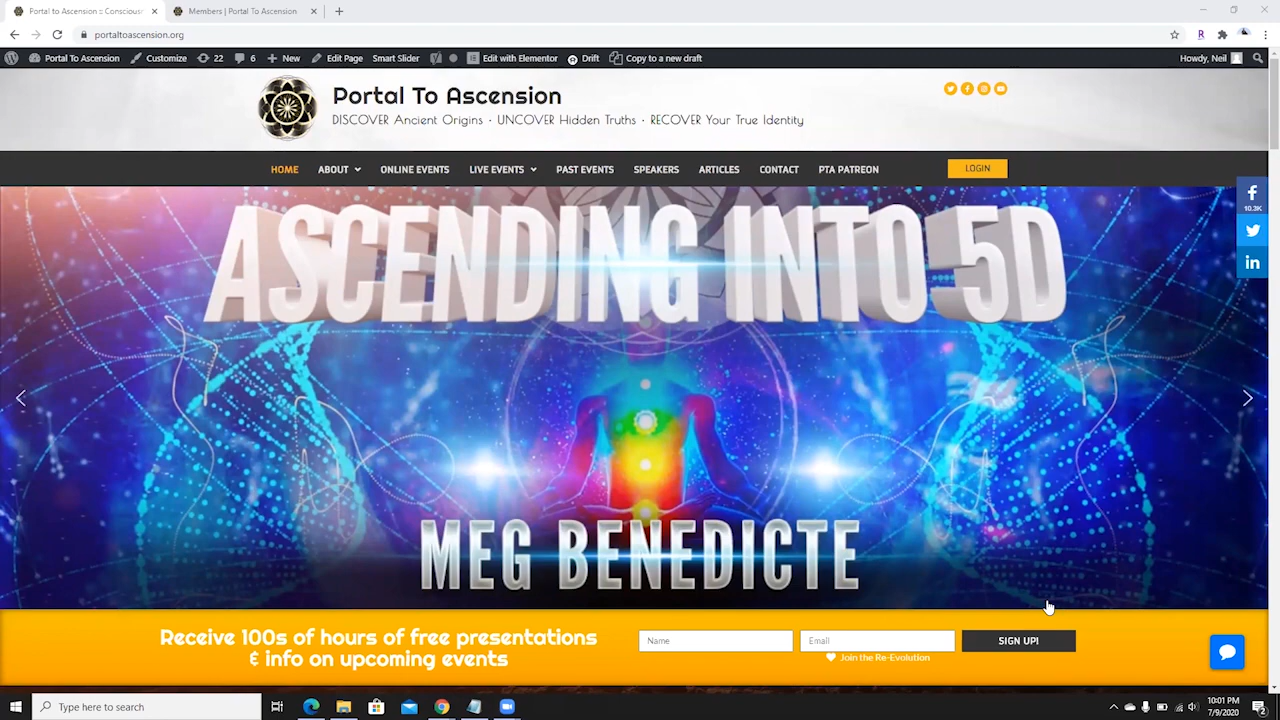 Portal to Ascension :: Conscious
Members | Portal To Ascension
portaltoascension.org
R
Portal To Ascension
Customize
22
6
New
Edit Page
Smart Slider
Edit with Elementor
Drift
Copy to a new draft
Howdy, Neil
Portal To Ascension
DISCOVER Ancient Origins · UNCOVER Hidden Truths · RECOVER Your True Identity
HOME
ABOUT
ONLINE EVENTS
LIVE EVENTS
PAST EVENTS
SPEAKERS
ARTICLES
CONTACT
PTA PATREON
LOGIN
10.3K
ASCENDING INTO 5D
MEG BENEDICTE
Receive 100s of hours of free presentations
& info on upcoming events
Name
Email
SIGN UP!
Join the Re-Evolution
Type here to search
10:01 PM
7/9/2020
2